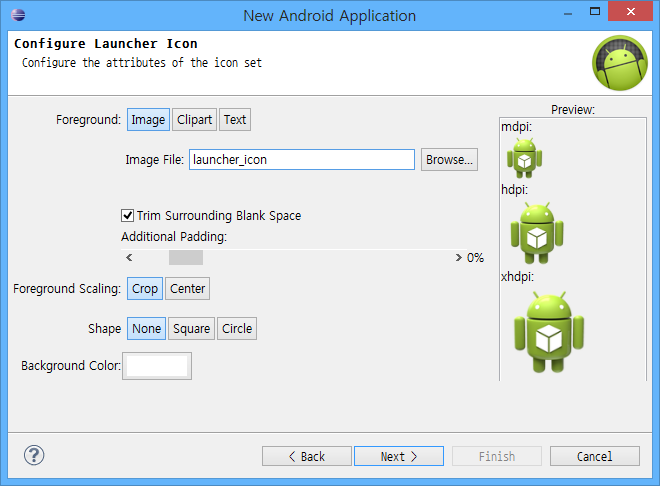 New Android Application
Configure Launcher Icon
Configure the attributes of the icon set
Foreground: Image Clipart Text
Image File: launcher_icon Browse...
Trim Surrounding Blank Space
Additional Padding:
0%
Foreground Scaling: Crop Center
Shape None Square Circle
Background Color:
Preview:
mdpi:
hdpi:
xhdpi:
? < Back Next > Finish Cancel